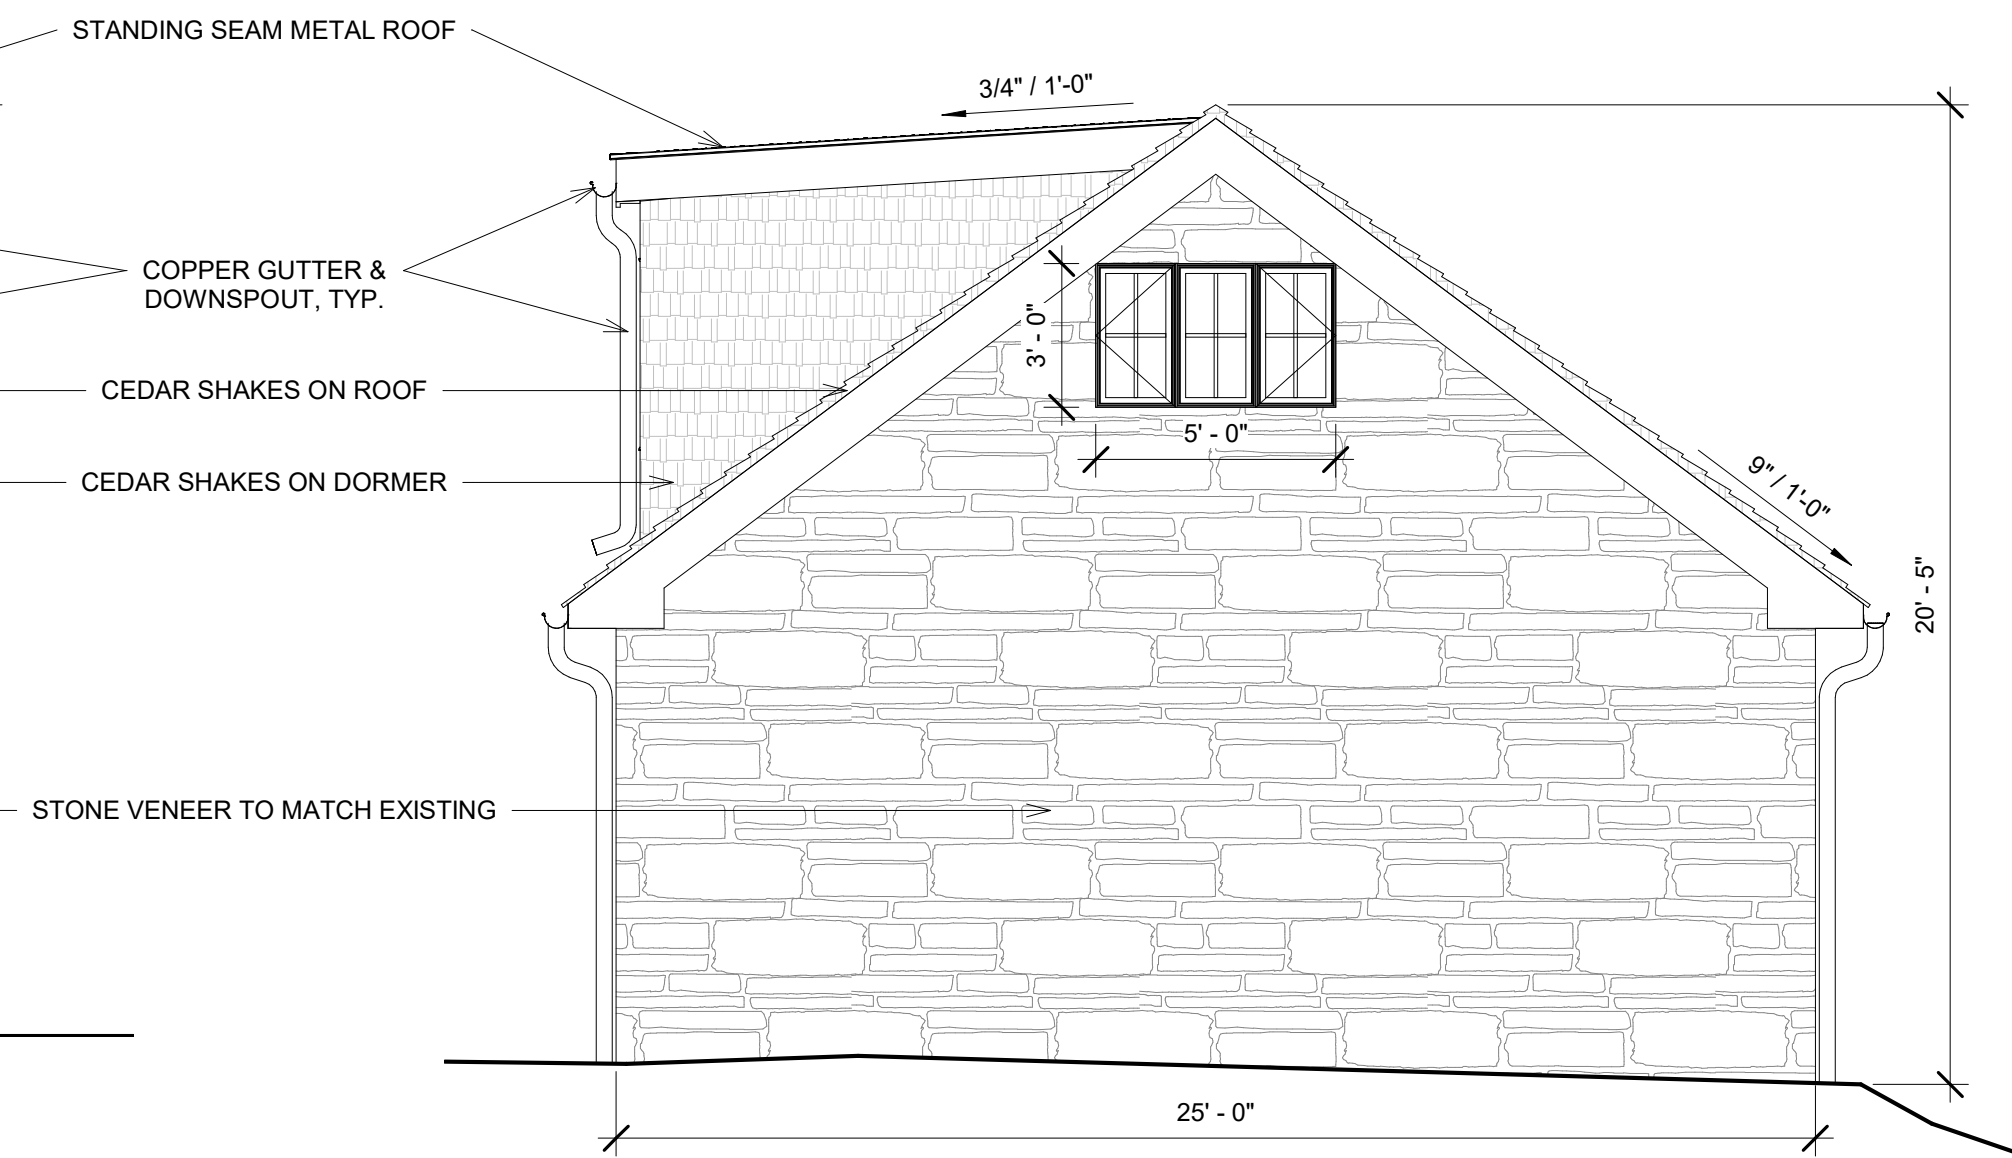 STANDING SEAM METAL ROOF
3/4" / 1'-0"
COPPER GUTTER &
DOWNSPOUT, TYP.
3' - 0"
CEDAR SHAKES ON ROOF
5' - 0"
CEDAR SHAKES ON DORMER
9" / 1'-0"
20' - 5"
STONE VENEER TO MATCH EXISTING
25' - 0"